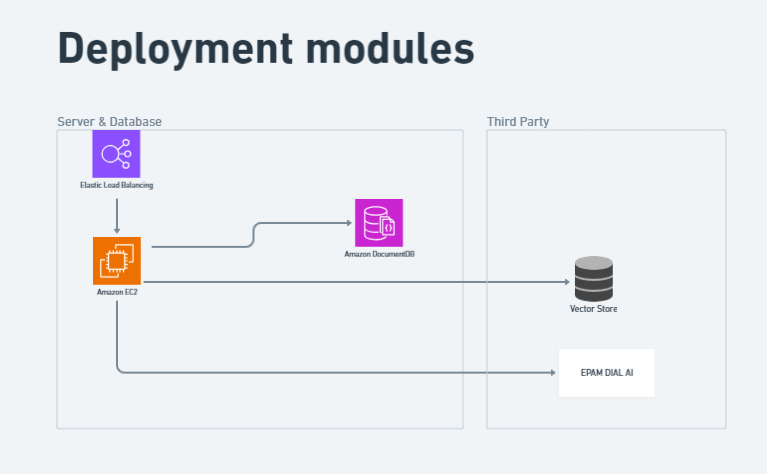 Deployment modules
Server & Database
Third Party
Elastic Load Balancing
Amazon DocumentDB
Amazon EC2
Vector Store
EPAM DIAL AI